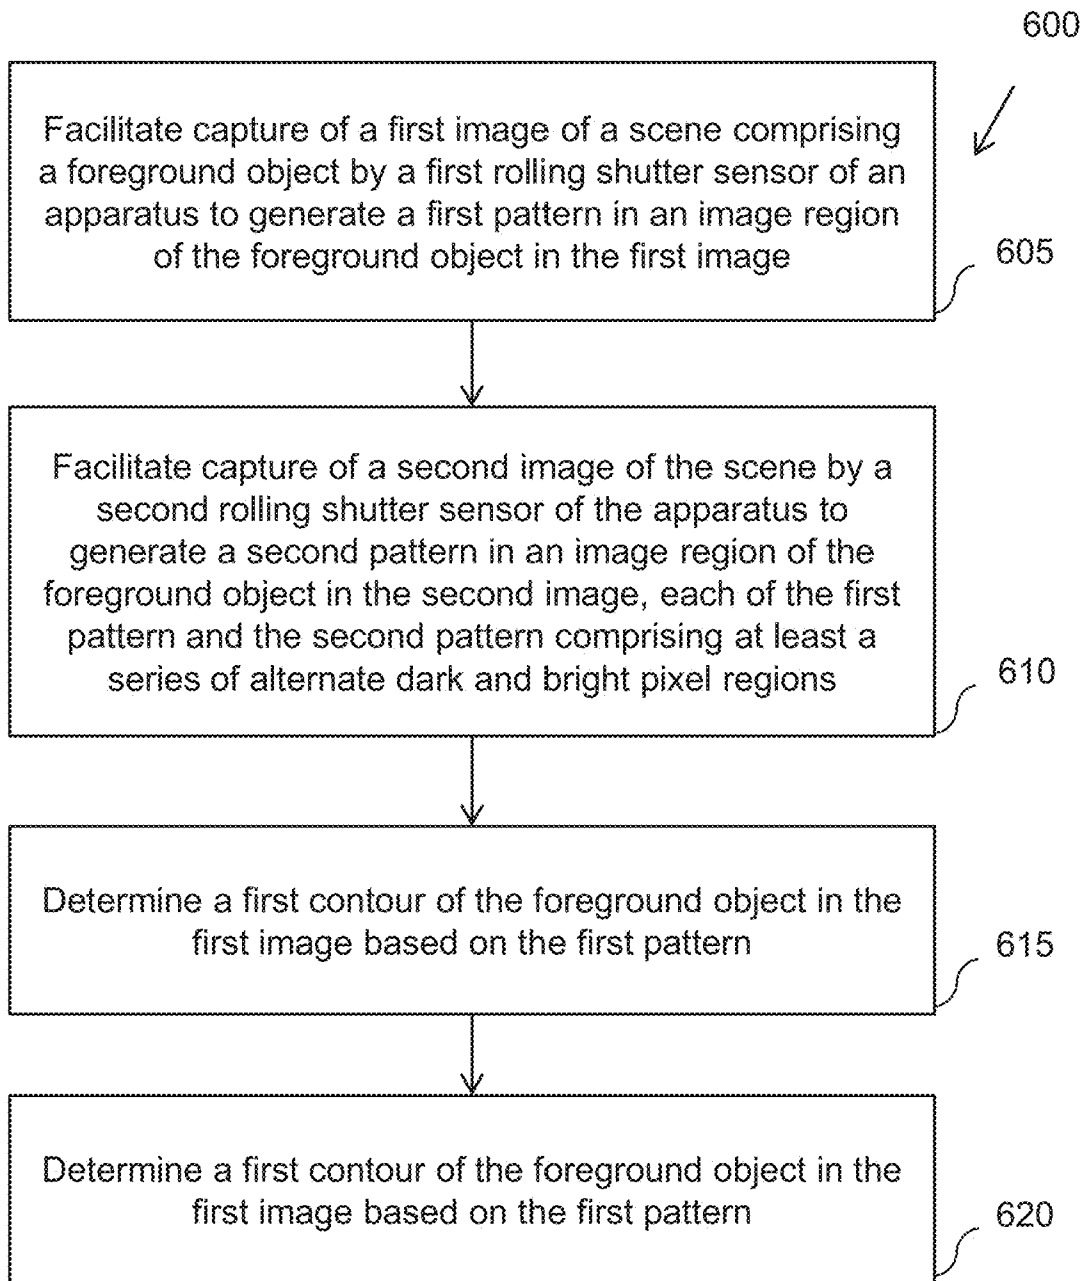 600
Facilitate capture of a first image of a scene comprising
a foreground object by a first rolling shutter sensor of an
apparatus to generate a first pattern in an image region
of the foreground object in the first image
605
Facilitate capture of a second image of the scene by a
second rolling shutter sensor of the apparatus to
generate a second pattern in an image region of the
foreground object in the second image, each of the first
pattern and the second pattern comprising at least a
series of alternate dark and bright pixel regions
610
Determine a first contour of the foreground object in the
first image based on the first pattern
615
Determine a first contour of the foreground object in the
first image based on the first pattern
620